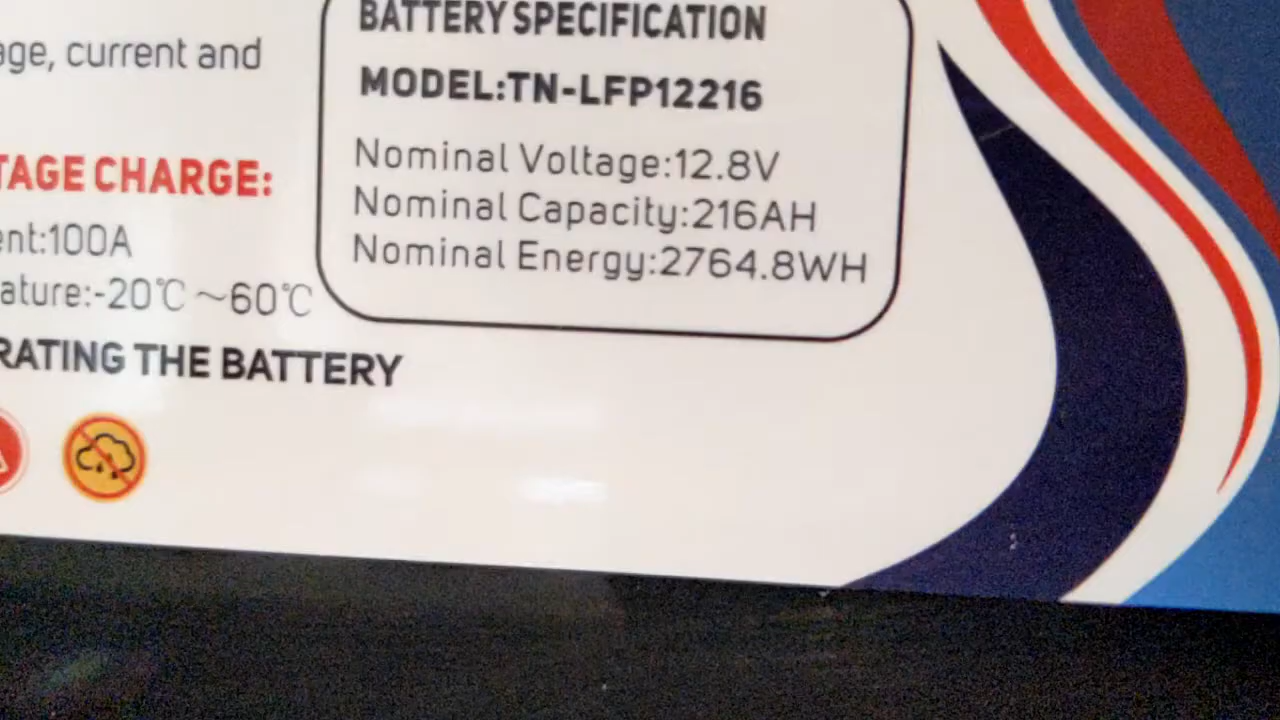 age, current and
TAGE CHARGE:
ent:100A
ature:-20℃ ~60℃
RATING THE BATTERY
BATTERY SPECIFICATION
MODEL:TN-LFP12216
Nominal Voltage:12.8V
Nominal Capacity:216AH
Nominal Energy:2764.8WH